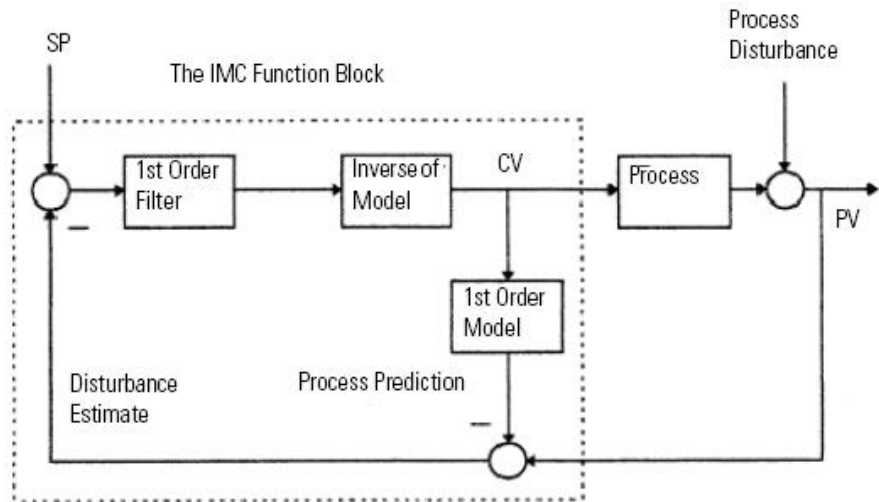 SP
The IMC Function Block
Process
Disturbance
1st Order
Filter
Inverse of
Model
CV
Process
PV
1st Order
Model
Disturbance
Estimate
Process Prediction